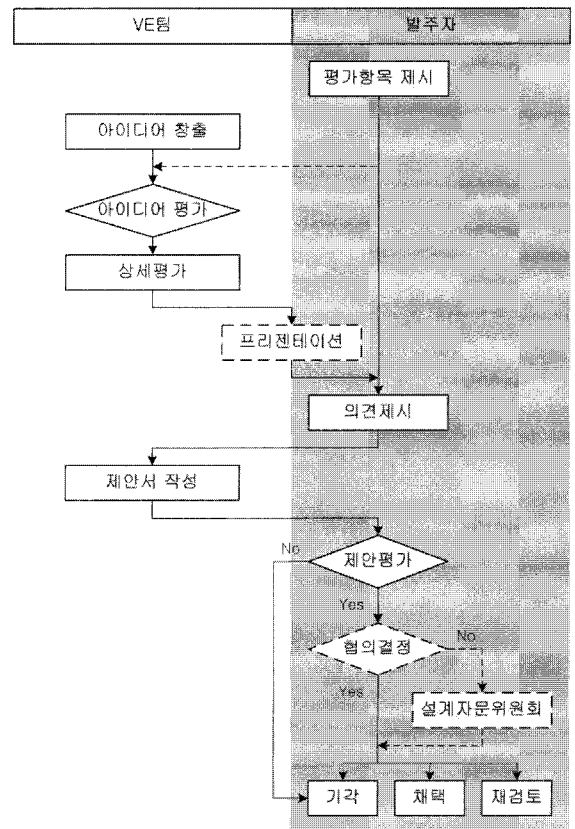 VE팀
발주자
평가항목 제시
아이디어 창출
아이디어 평가
상세평가
프리젠테이션
의견제시
제안서 작성
No
제안평가
Yes
협의결정
No
Yes
설계자문위원회
기각
채택
재검토